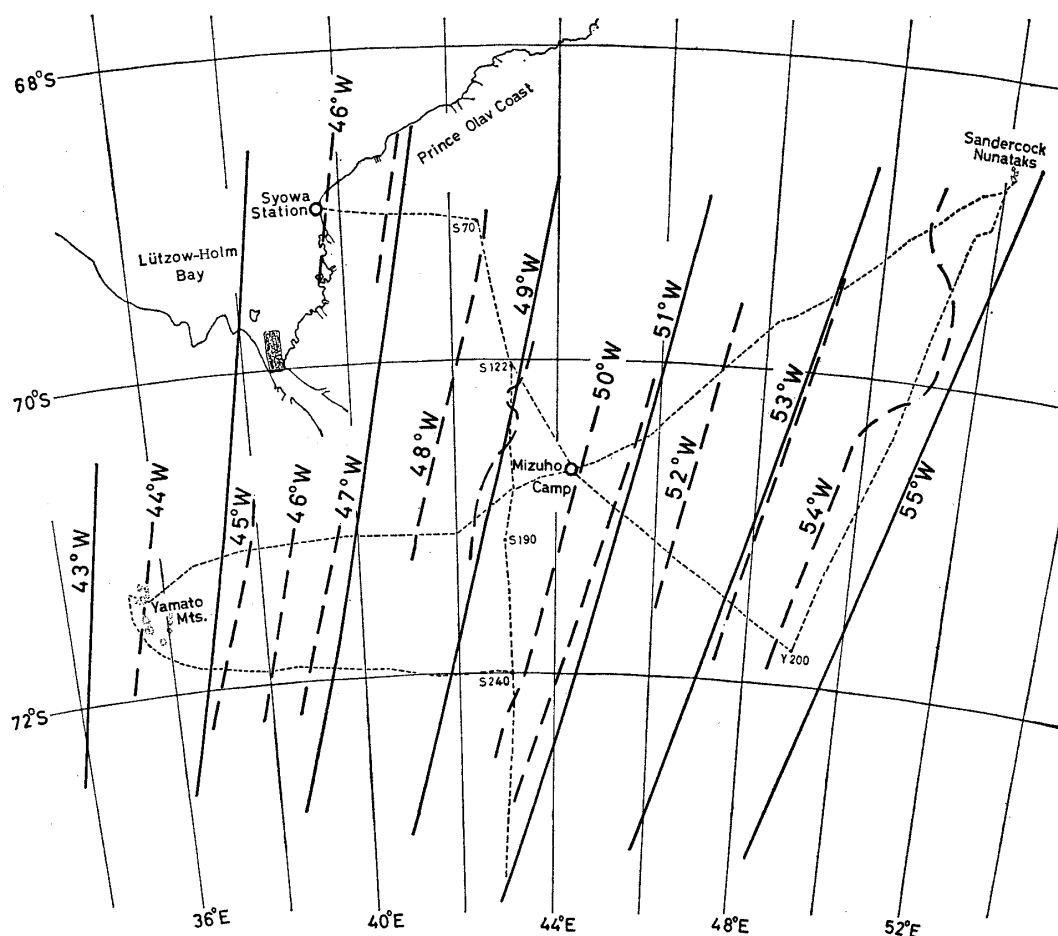 68°S
46°W
Prince Olav Coast
Sandercock
Nunataks
Syowa
Station
S70
Lützow-Holm
Bay
49°W
51°W
70°S
S122
50°W
53°W
48°W
Mizuho
Camp
52°W
54°W
55°W
44°W
45°W
46°W
47°W
43°W
S190
Yamato
Mts.
Y200
S240
72°S
36°E
40°E
44°E
48°E
52°E